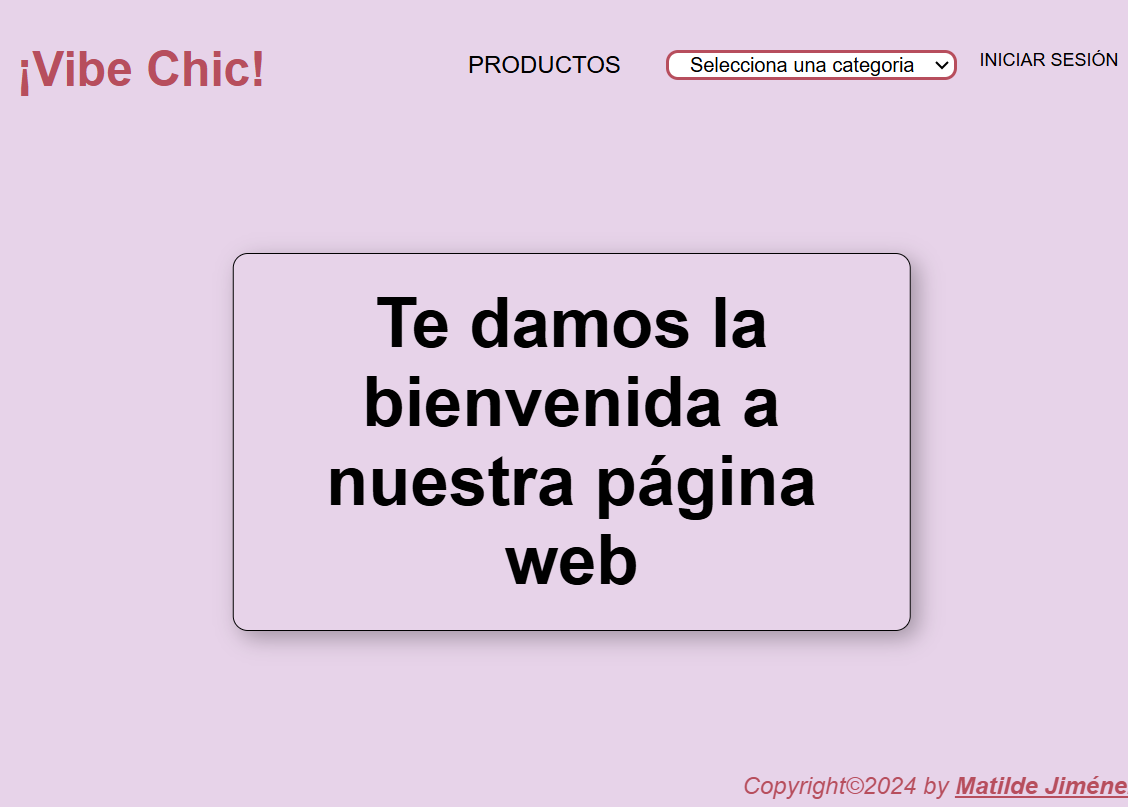 ¡Vibe Chic!
PRODUCTOS
Selecciona una categoria
INICIAR SESIÓN
Te damos la
bienvenida a
nuestra página
web
Copyright©2024 by Matilde Jiméne